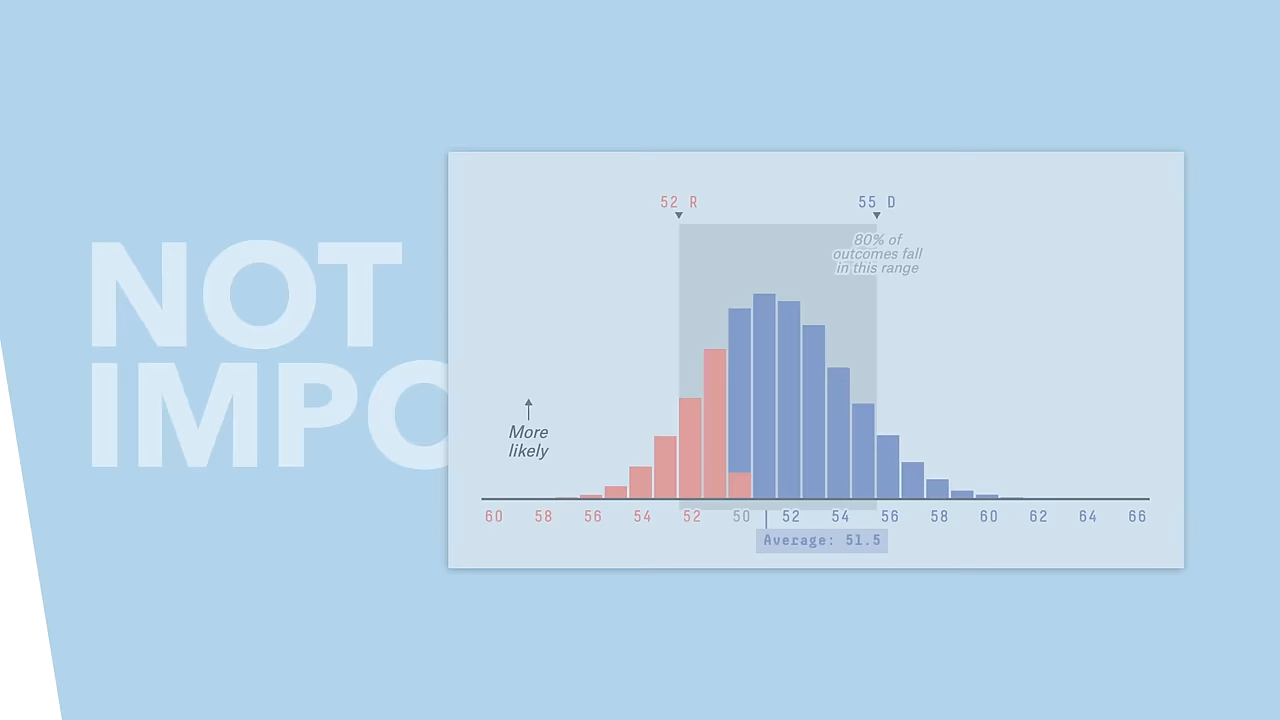 NOT
IMPO
52 R
55 D
80% of
outcomes fall
in this range
More
likely
60 58 56 54 52 50 52 54 56 58 60 62 64 66
Average: 51.5